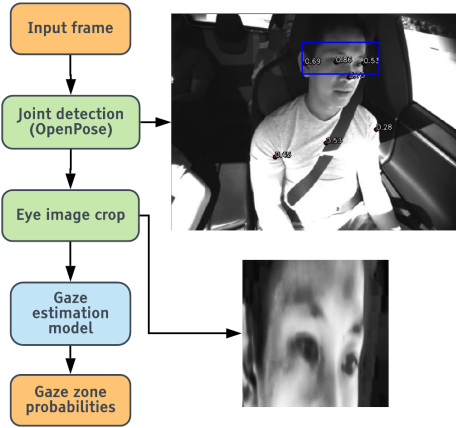 Input frame
Joint detection
(OpenPose)
Eye image crop
Gaze
estimation
model
Gaze zone
probabilities
0.69
0.86
0.53
0.45
0.28